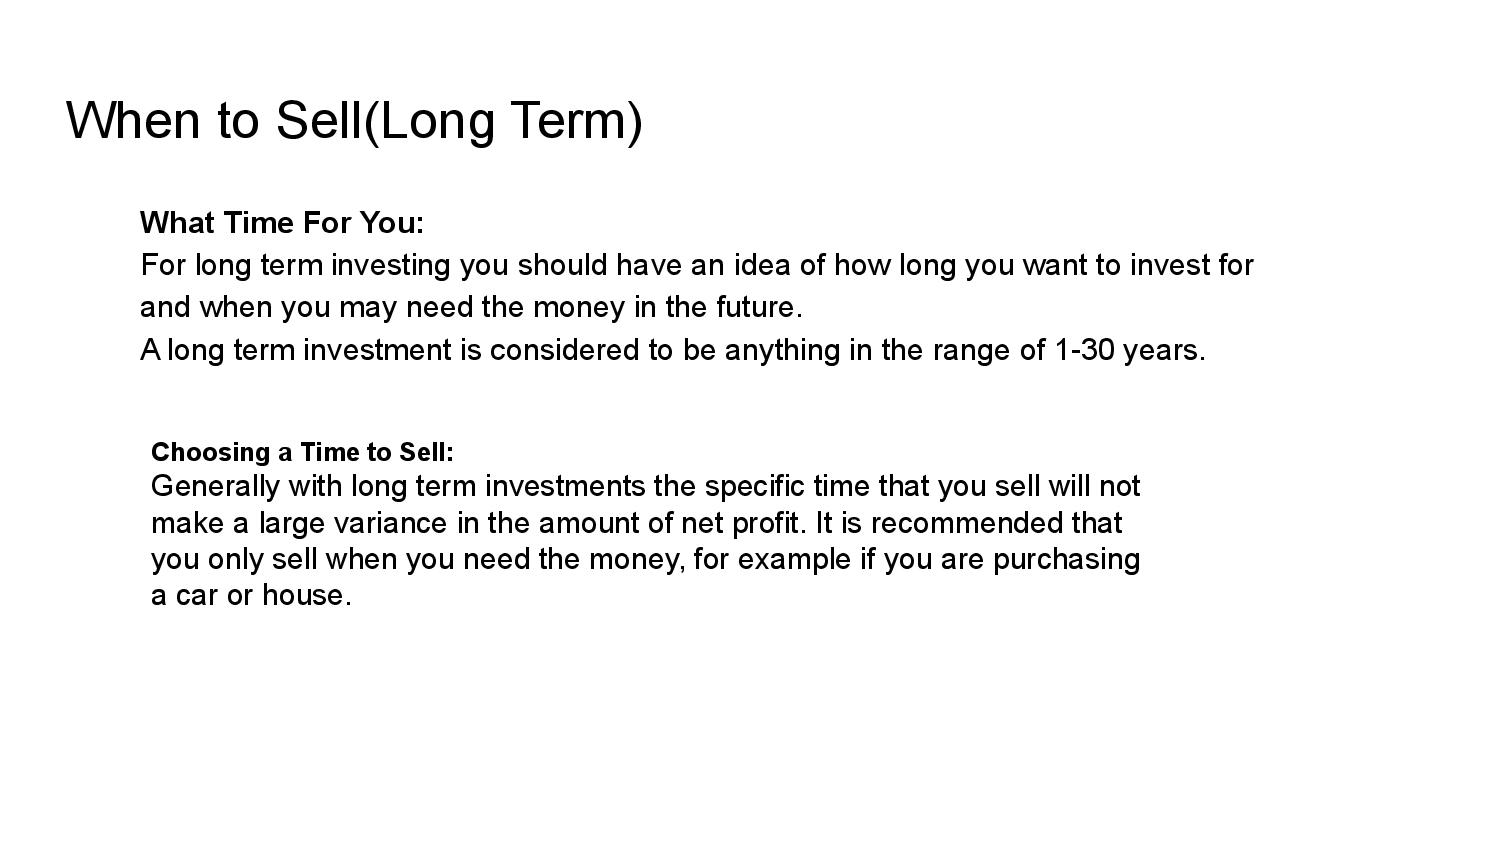 When to Sell(Long Term)
What Time For You:
For long term investing you should have an idea of how long you want to invest for
and when you may need the money in the future.
A long term investment is considered to be anything in the range of 1-30 years.
Choosing a Time to Sell:
Generally with long term investments the specific time that you sell will not
make a large variance in the amount of net profit. It is recommended that
you only sell when you need the money, for example if you are purchasing
a car or house.